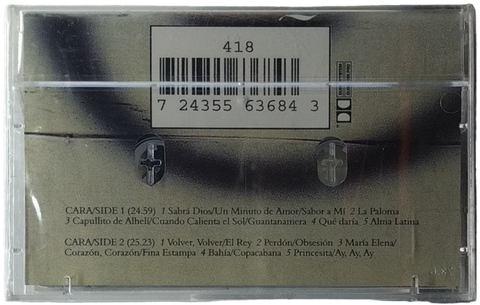 418
7 24355 63684 3
CARA/SIDE 1 (24.59) 1 Sabrá Dios/Un Minuto de Amor/Sabor a Mí 2 La Paloma
3 Capullito de Alhelí/Cuando Calienta el Sol/Guantanamera 4 Qué daría 5 Alma Latina
CARA/SIDE 2 (25.23) 1 Volver, Volver/El Rey 2 Perdón/Obsesión 3 María Elena/
Corazón, Corazón/Fina Estampa 4 Bahía/Copacabana 5 Princesita/Ay, Ay, Ay